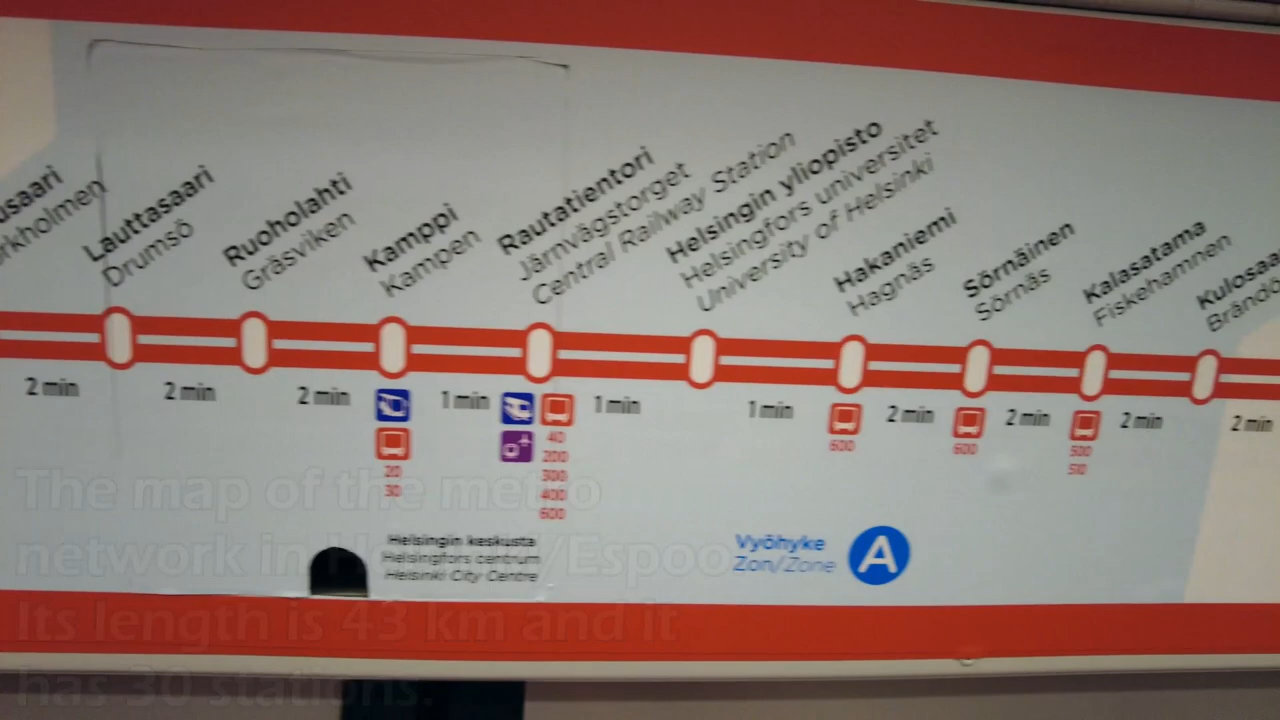 Lauttasaari
Drumsö
Ruoholahti
Gräsviken
Kamppi
Kampen
Rautatientori
Järnvägstorget
Central Railway Station
Helsingin yliopisto
Helsingfors universitet
University of Helsinki
Hakaniemi
Hagnäs
Sörnäinen
Sörnäs
Kalasatama
Fiskehamnen
2 min
2 min
2 min
1 min
1 min
1 min
2 min
2 min
2 min
2 min
20
30
40
200
300
400
600
600
600
500
510
Helsingin keskusta
Helsingfors centrum
Helsinki City Centre
Vyöhyke
Zon/Zone
A
The map of the metro
network in /Espoo
Its length is 43 km and it
has 30 stations.